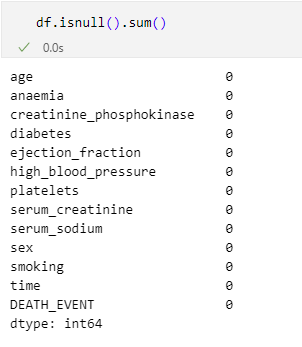 df.isnull().sum()
0.0s
age 0
anaemia 0
creatinine_phosphokinase 0
diabetes 0
ejection_fraction 0
high_blood_pressure 0
platelets 0
serum_creatinine 0
serum_sodium 0
sex 0
smoking 0
time 0
DEATH_EVENT 0
dtype: int64